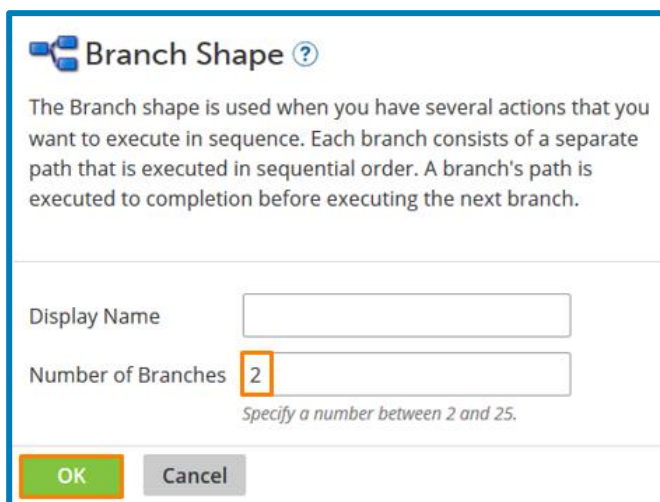 Branch Shape ?
The Branch shape is used when you have several actions that you
want to execute in sequence. Each branch consists of a separate
path that is executed in sequential order. A branch's path is
executed to completion before executing the next branch.
Display Name
Number of Branches 2
Specify a number between 2 and 25.
OK Cancel